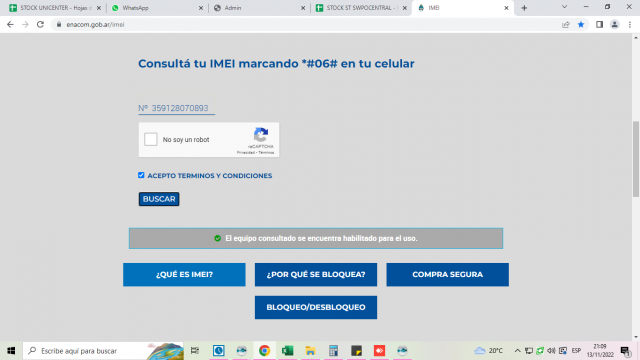 STOCK UNICENTER - Hojas d
WhatsApp
Admin
STOCK ST SWPOCENTRAL -
IMEI
enacom.gob.ar/imei
Consultá tu IMEI marcando *#06# en tu celular
Nº 359128070893
No soy un robot
reCAPTCHA
Privacidad - Términos
ACEPTO TERMINOS Y CONDICIONES
BUSCAR
El equipo consultado se encuentra habilitado para el uso.
¿QUÉ ES IMEI?
¿POR QUÉ SE BLOQUEA?
COMPRA SEGURA
BLOQUEO/DESBLOQUEO
Escribe aquí para buscar
20°C
ESP
21:09
13/11/2022